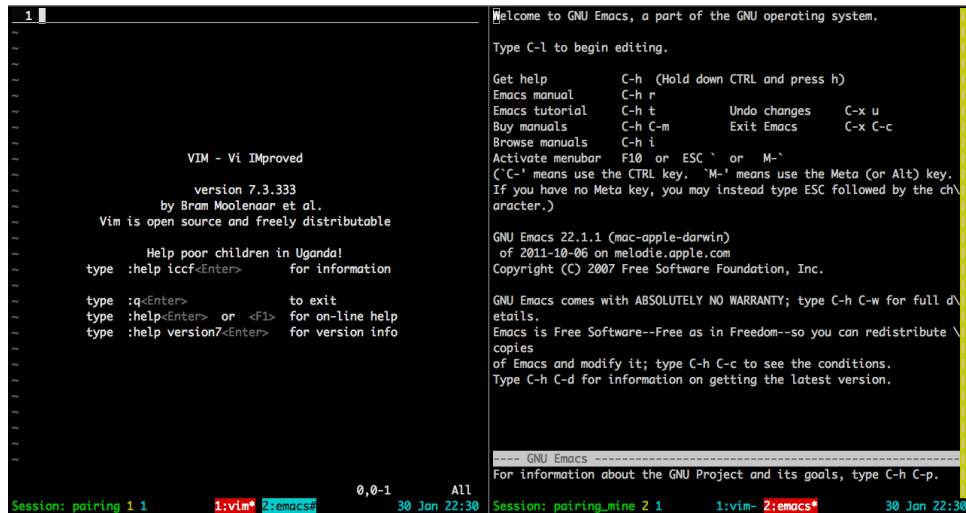 1
~
~
~
~
~
~
~
~
~ VIM - Vi IMproved
~
~ version 7.3.333
~ by Bram Moolenaar et al.
~ Vim is open source and freely distributable
~
~ Help poor children in Uganda!
~ type :help iccf<Enter> for information
~
~ type :q<Enter> to exit
~ type :help<Enter> or <F1> for on-line help
~ type :help version7<Enter> for version info
~
~
~
~
~
~
~
~
0,0-1 All
Session: pairing 1 1 1:vim* 2:emacs# 30 Jan 22:30
Welcome to GNU Emacs, a part of the GNU operating system.
Type C-l to begin editing.
Get help C-h (Hold down CTRL and press h)
Emacs manual C-h r
Emacs tutorial C-h t Undo changes C-x u
Buy manuals C-h C-m Exit Emacs C-x C-c
Browse manuals C-h i
Activate menubar F10 or ESC ` or M-`
(`C-' means use the CTRL key. `M-' means use the Meta (or Alt) key.
If you have no Meta key, you may instead type ESC followed by the ch\
aracter.)
GNU Emacs 22.1.1 (mac-apple-darwin)
of 2011-10-06 on melodie.apple.com
Copyright (C) 2007 Free Software Foundation, Inc.
GNU Emacs comes with ABSOLUTELY NO WARRANTY; type C-h C-w for full d\
etails.
Emacs is Free Software--Free as in Freedom--so you can redistribute \
copies
of Emacs and modify it; type C-h C-c to see the conditions.
Type C-h C-d for information on getting the latest version.
---- GNU Emacs ----------------------------------------------
For information about the GNU Project and its goals, type C-h C-p.
Session: pairing_mine 2 1 1:vim- 2:emacs* 30 Jan 22:30